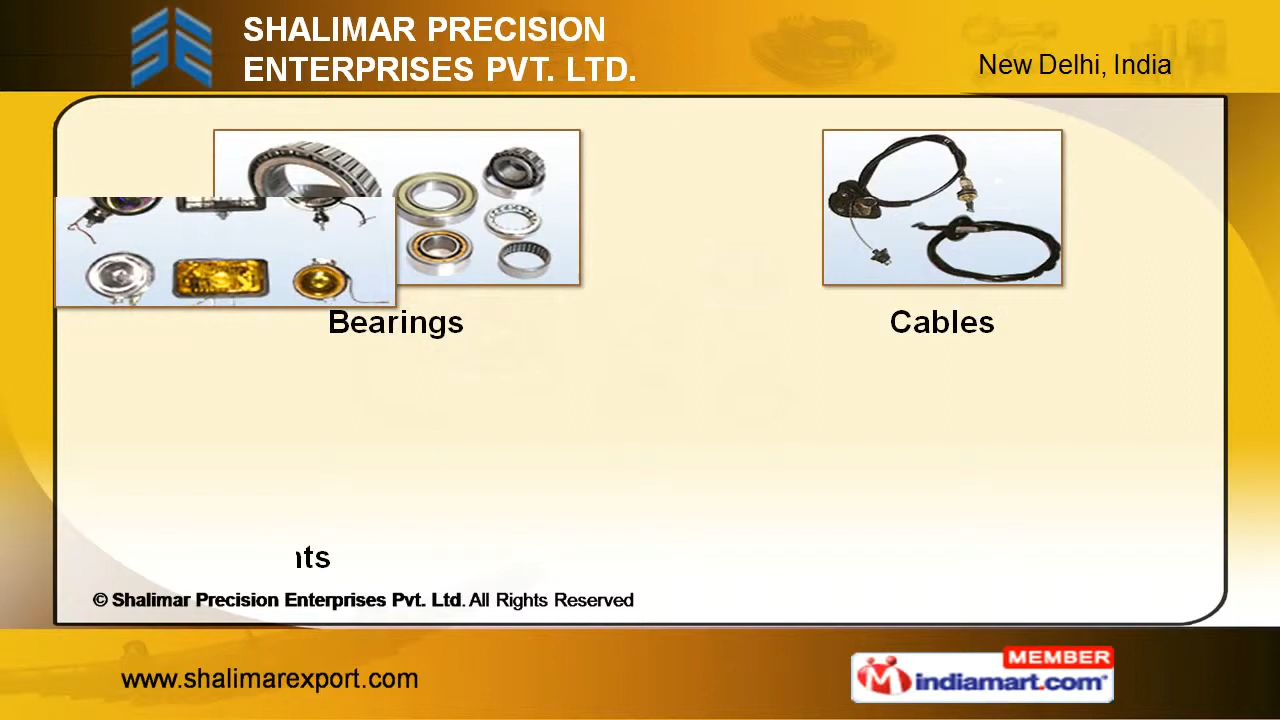 SHALIMAR PRECISION
ENTERPRISES PVT. LTD.
New Delhi, India
Bearings
Cables
nts
© Shalimar Precision Enterprises Pvt. Ltd. All Rights Reserved
www.shalimarexport.com
MEMBER
indiamart.com